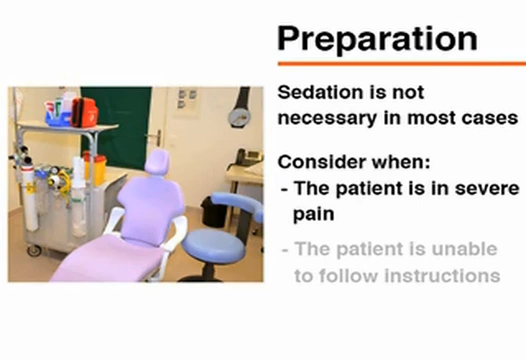 Preparation
Sedation is not
necessary in most cases
Consider when:
- The patient is in severe
pain
- The patient is unable
to follow instructions